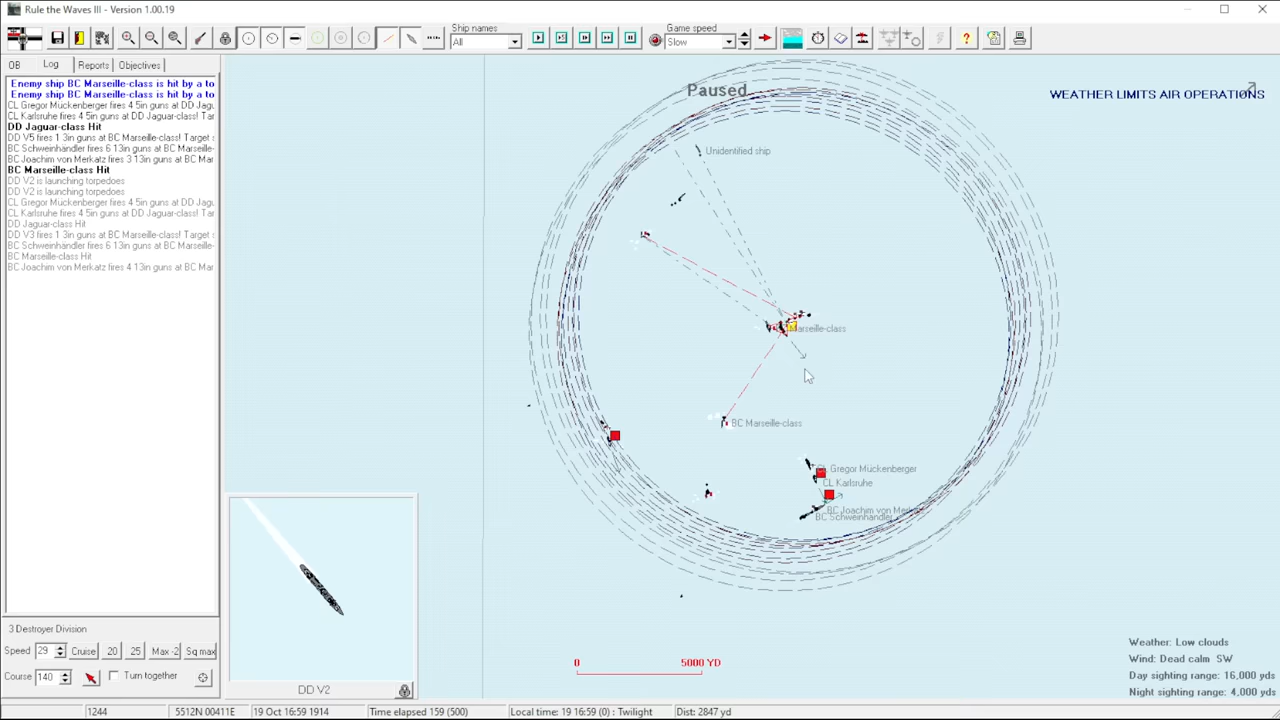 Rule the Waves III - Version 1.00.19
Ship names
All
Game speed
Slow
OB
Log
Reports
Objectives
Paused
WEATHER LIMITS AIR OPERATIONS
Enemy ship BC Marseille-class is hit by a to
Enemy ship BC Marseille-class is hit by a to
CL Gregor Mückenberger fires 4 5in guns at DD Jagu
CL Karlsruhe fires 4 5in guns at DD Jaguar-class! Tar
DD Jaguar-class Hit
DD V5 fires 1 3in guns at BC Marseille-class! Target s
BC Schweinhändler fires 6 13in guns at BC Marseille-
BC Joachim von Merkatz fires 3 13in guns at BC Mar
BC Marseille-class Hit
DD V2 is launching torpedoes
DD V2 is launching torpedoes
CL Gregor Mückenberger fires 4 5in guns at DD Jagu
CL Karlsruhe fires 4 5in guns at DD Jaguar-class! Tar
DD Jaguar-class Hit
DD V3 fires 1 3in guns at BC Marseille-class! Target s
BC Schweinhändler fires 6 13in guns at BC Marseille-
BC Marseille-class Hit
BC Joachim von Merkatz fires 4 13in guns at BC Mar
Unidentified ship
Marseille-class
BC Marseille-class
CL Gregor Mückenberger
CL Karlsruhe
BC Joachim von Merk
BC Schweinhändler
3 Destroyer Division
Speed 29 Cruise 20 25 Max -2 Sq max
Course 140 Turn together
DD V2
0 5000 YD
Weather: Low clouds
Wind: Dead calm SW
Day sighting range: 16,000 yds
Night sighting range: 4,000 yds
1244
5512N 00411E
19 Oct 16:59 1914
Time elapsed 159 (500)
Local time: 19 16:59 (0) : Twilight
Dist: 2847 yd